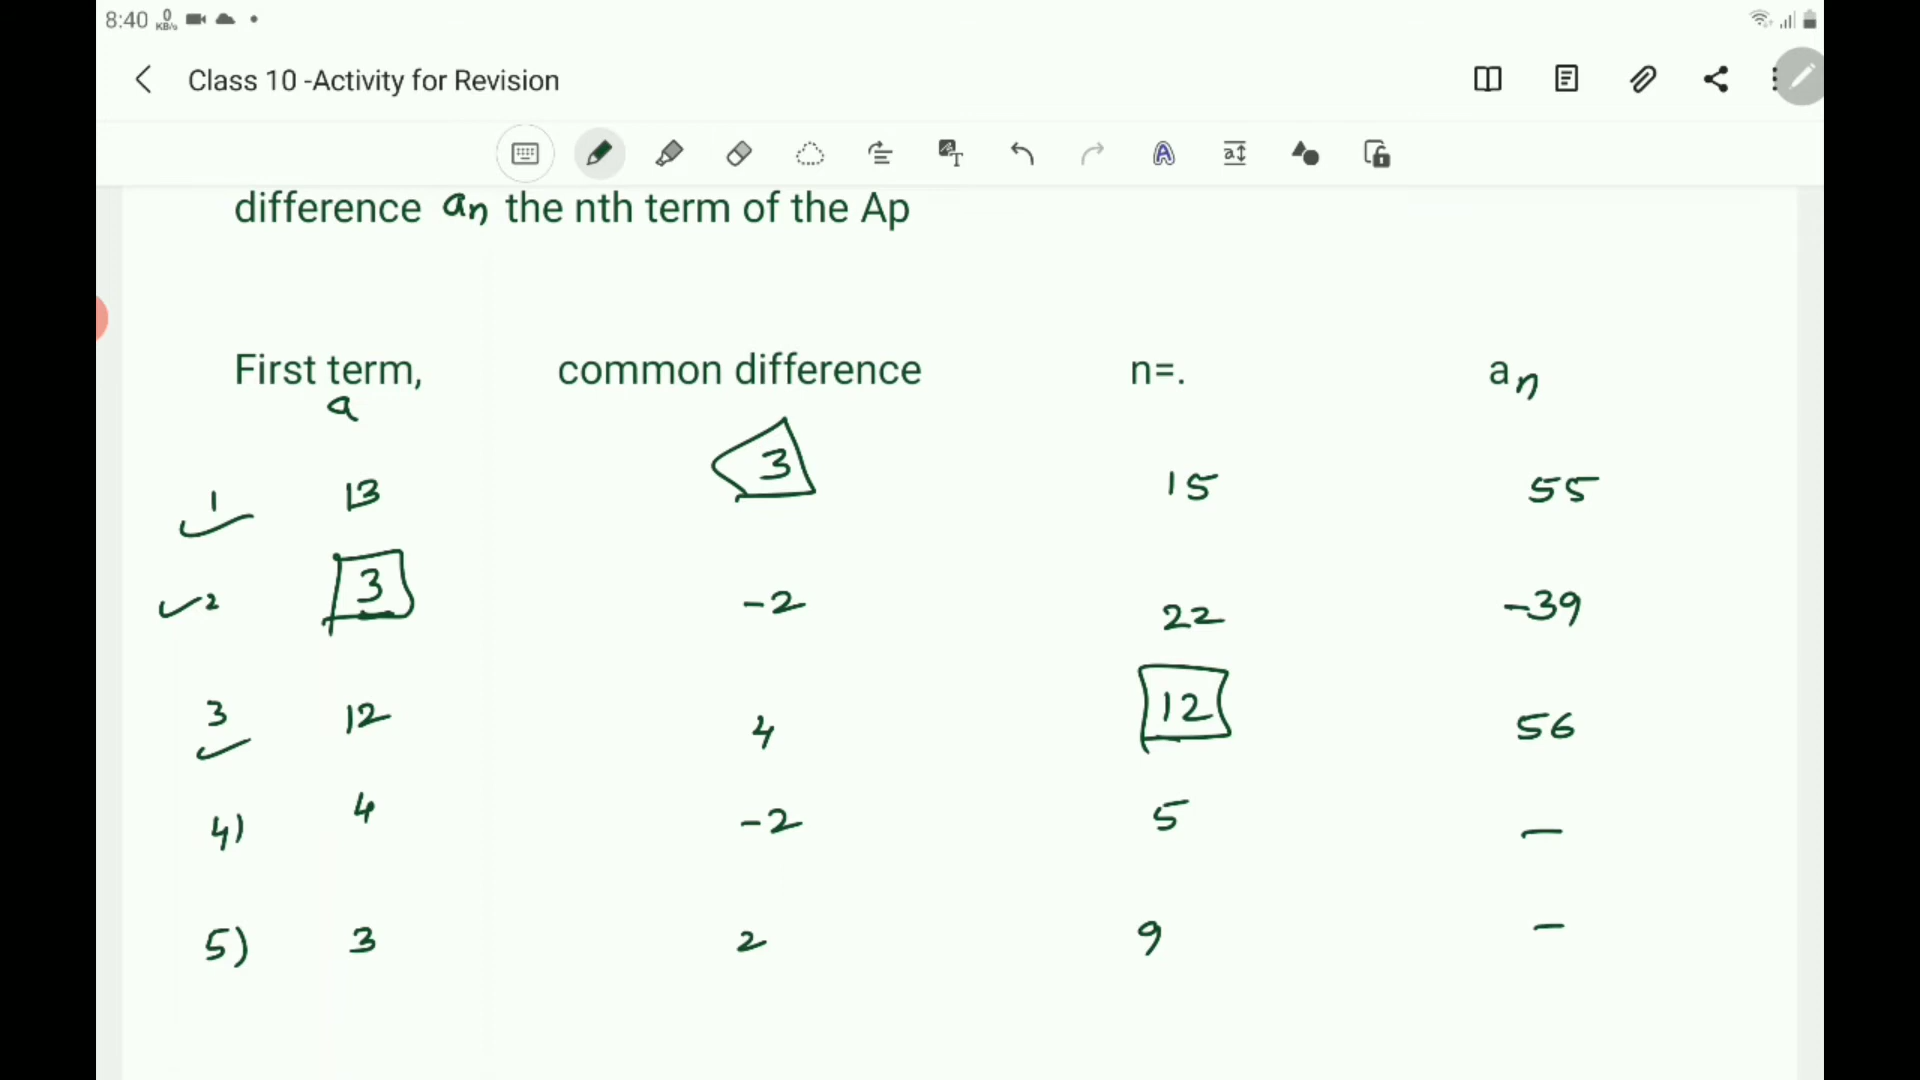 8:40 0 KB/s
Class 10 -Activity for Revision
difference an the nth term of the Ap
First term, common difference n=. an
a
1 13 3 15 55
2 3 -2 22 -39
3 12 4 12 56
4) 4 -2 5 –
5) 3 2 9 –